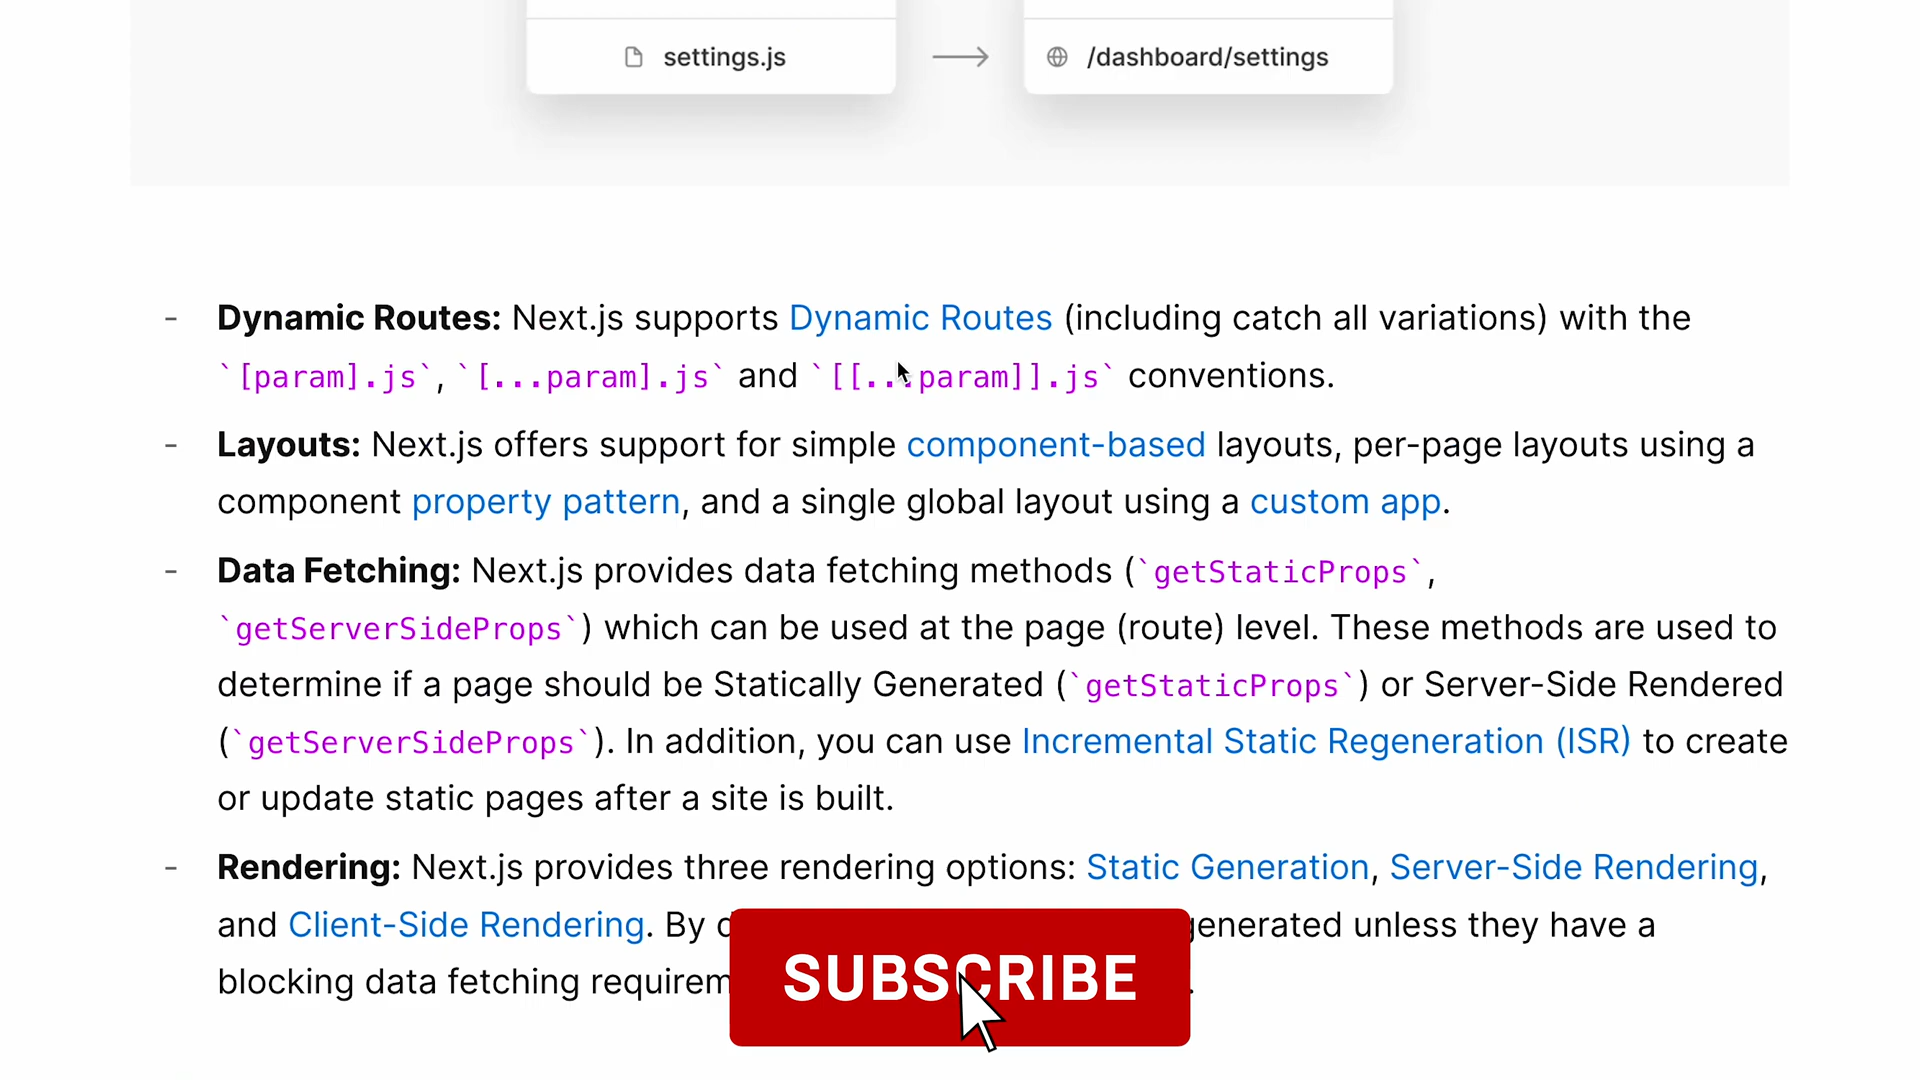 settings.js
/dashboard/settings
- Dynamic Routes: Next.js supports Dynamic Routes (including catch all variations) with the
`[param].js`, `[...param].js` and `[[...param]].js` conventions.
- Layouts: Next.js offers support for simple component-based layouts, per-page layouts using a
component property pattern, and a single global layout using a custom app.
- Data Fetching: Next.js provides data fetching methods (`getStaticProps`,
`getServerSideProps`) which can be used at the page (route) level. These methods are used to
determine if a page should be Statically Generated (`getStaticProps`) or Server-Side Rendered
(`getServerSideProps`). In addition, you can use Incremental Static Regeneration (ISR) to create
or update static pages after a site is built.
- Rendering: Next.js provides three rendering options: Static Generation, Server-Side Rendering,
and Client-Side Rendering. By generated unless they have a
blocking data fetching
SUBSCRIBE